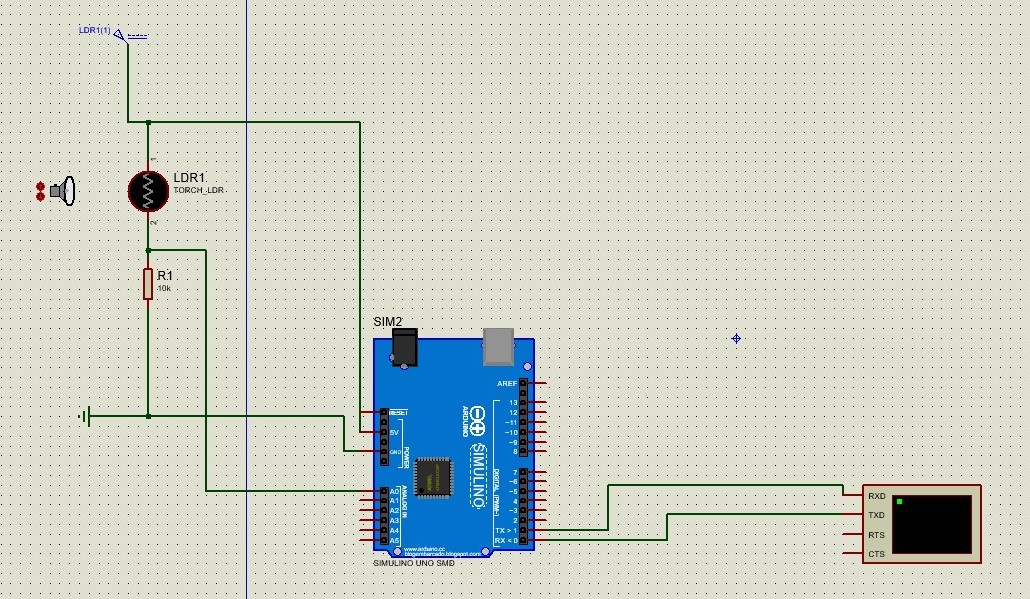 LDR1(1)
1
LDR1
TORCH_LDR
2
R1
10k
SIM2
AREF
RESET
5V
GND
POWER
13
12
~11
~10
~9
8
ARDUINO
SIMULINO
A0
A1
A2
A3
A4
A5
ANALOG IN
DIGITAL (PWM~)
7
~6
~5
4
~3
2
TX > 1
RX < 0
www.arduino.cc
blogembarcado.blogspot.com
SIMULINO UNO SMD
RXD
TXD
RTS
CTS